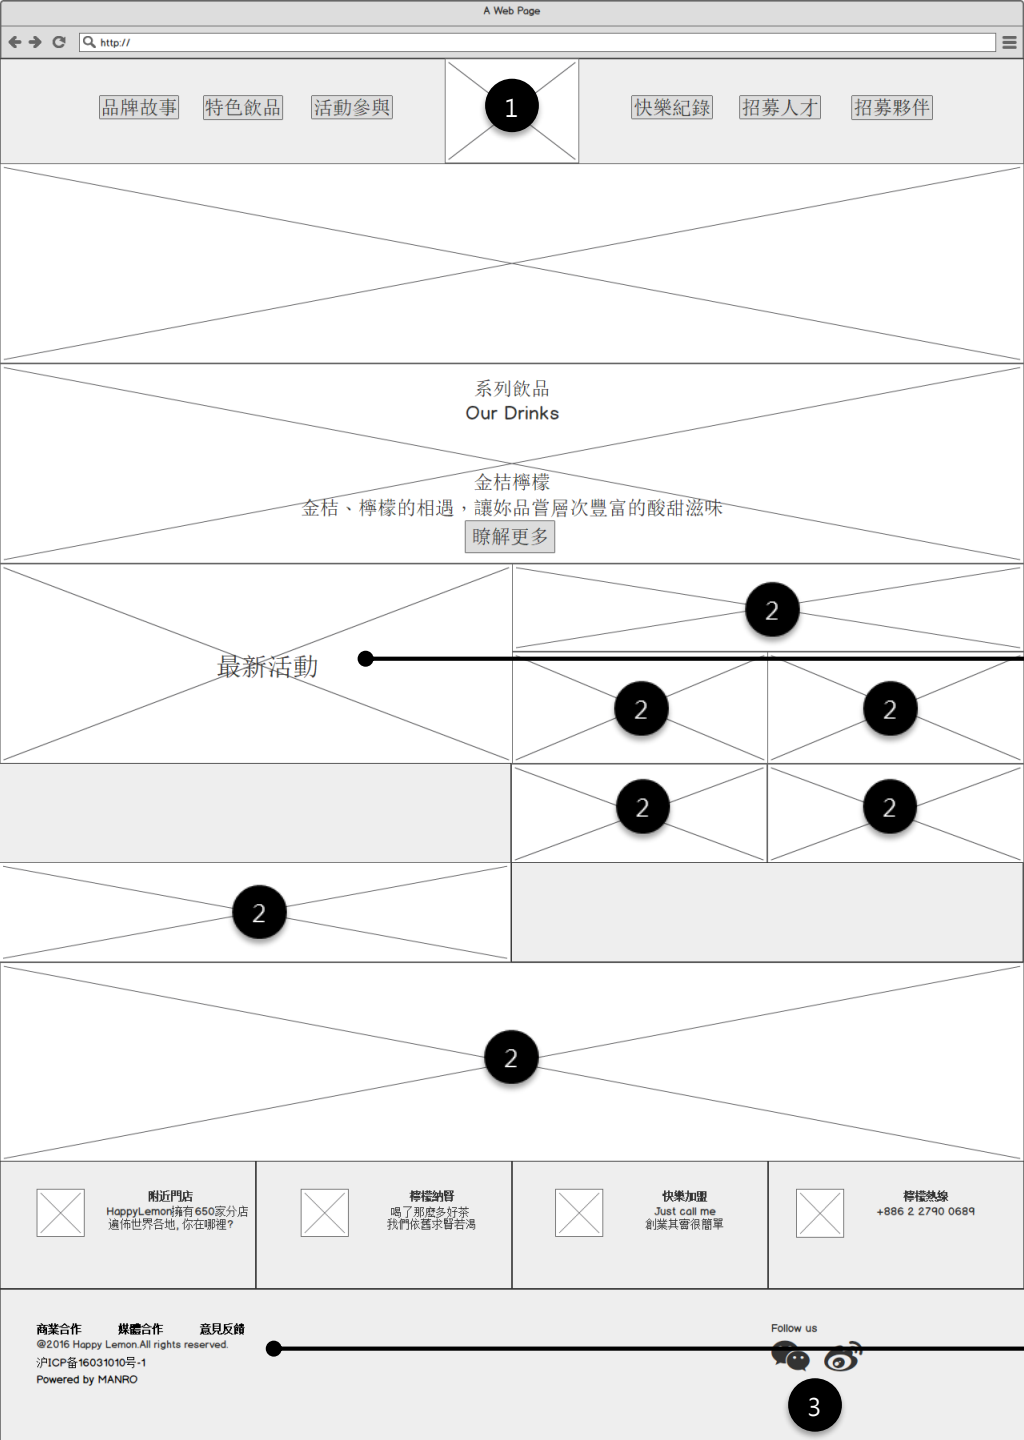 A Web Page
http://
品牌故事 特色飲品 活動參與 1 快樂紀錄 招募人才 招募夥伴
系列飲品
Our Drinks
金桔檸檬
金桔、檸檬的相遇，讓妳品嘗層次豐富的酸甜滋味
瞭解更多
最新活動
2
2 2
2 2
2
2
附近門店
HappyLemon擁有650家分店
遍佈世界各地, 你在哪裡?
檸檬納賢
喝了那麼多好茶
我們依舊求賢若渴
快樂加盟
Just call me
創業其實很簡單
檸檬熱線
+886 2 2790 0689
商業合作 媒體合作 意見反饋
@2016 Happy Lemon.All rights reserved.
沪ICP备16031010号-1
Powered by MANRO
Follow us
3